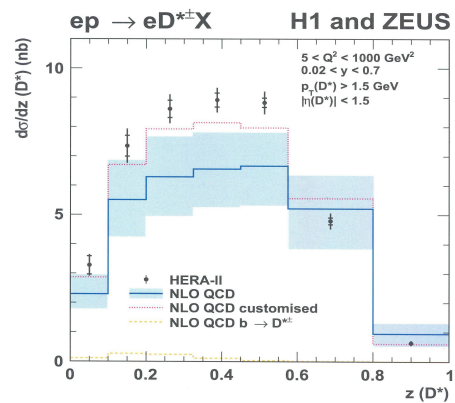 ep → eD*±X H1 and ZEUS
dσ/dz (D*) (nb)
5 < Q² < 1000 GeV²
0.02 < y < 0.7
p_T(D*) > 1.5 GeV
|η(D*)| < 1.5
10
5
0
HERA-II
NLO QCD
NLO QCD customised
NLO QCD b → D*±
0 0.2 0.4 0.6 0.8 1
z (D*)